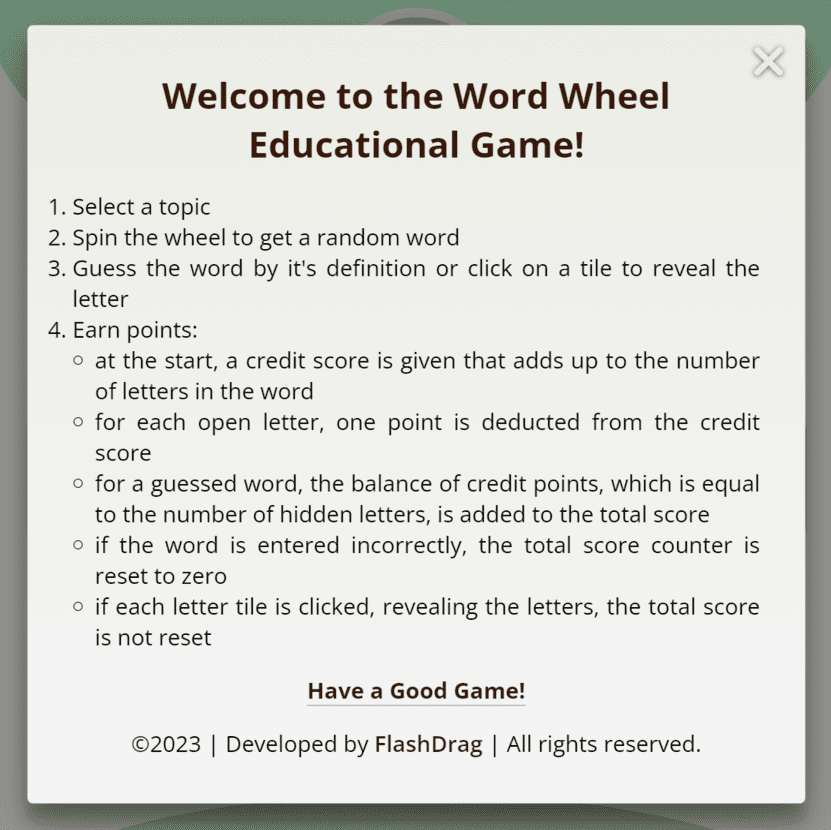 Welcome to the Word Wheel
Educational Game!
1. Select a topic
2. Spin the wheel to get a random word
3. Guess the word by it's definition or click on a tile to reveal the
letter
4. Earn points:
○ at the start, a credit score is given that adds up to the number
of letters in the word
○ for each open letter, one point is deducted from the credit
score
○ for a guessed word, the balance of credit points, which is equal
to the number of hidden letters, is added to the total score
○ if the word is entered incorrectly, the total score counter is
reset to zero
○ if each letter tile is clicked, revealing the letters, the total score
is not reset
Have a Good Game!
©2023 | Developed by FlashDrag | All rights reserved.